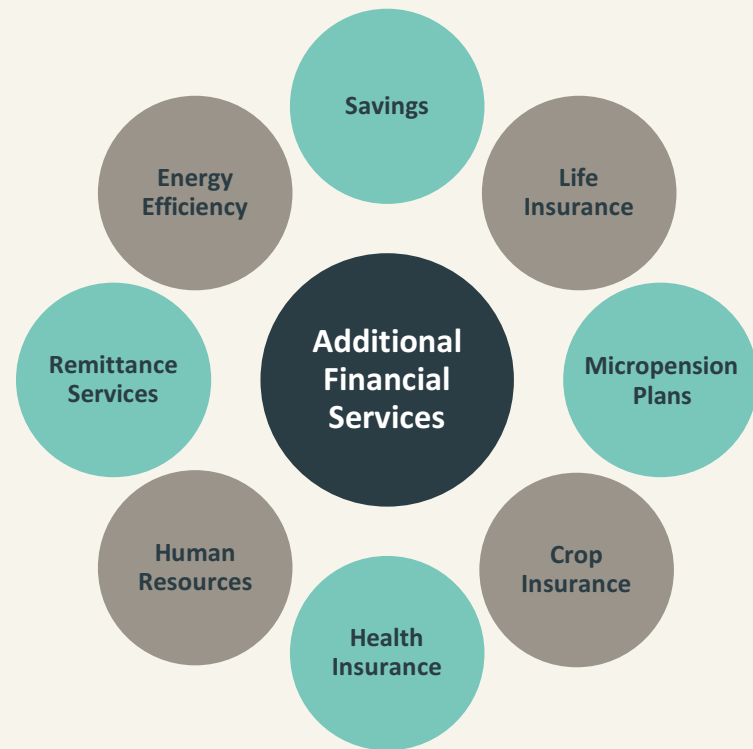 Savings
Energy
Efficiency
Life
Insurance
Additional
Financial
Services
Remittance
Services
Micropension
Plans
Human
Resources
Crop
Insurance
Health
Insurance